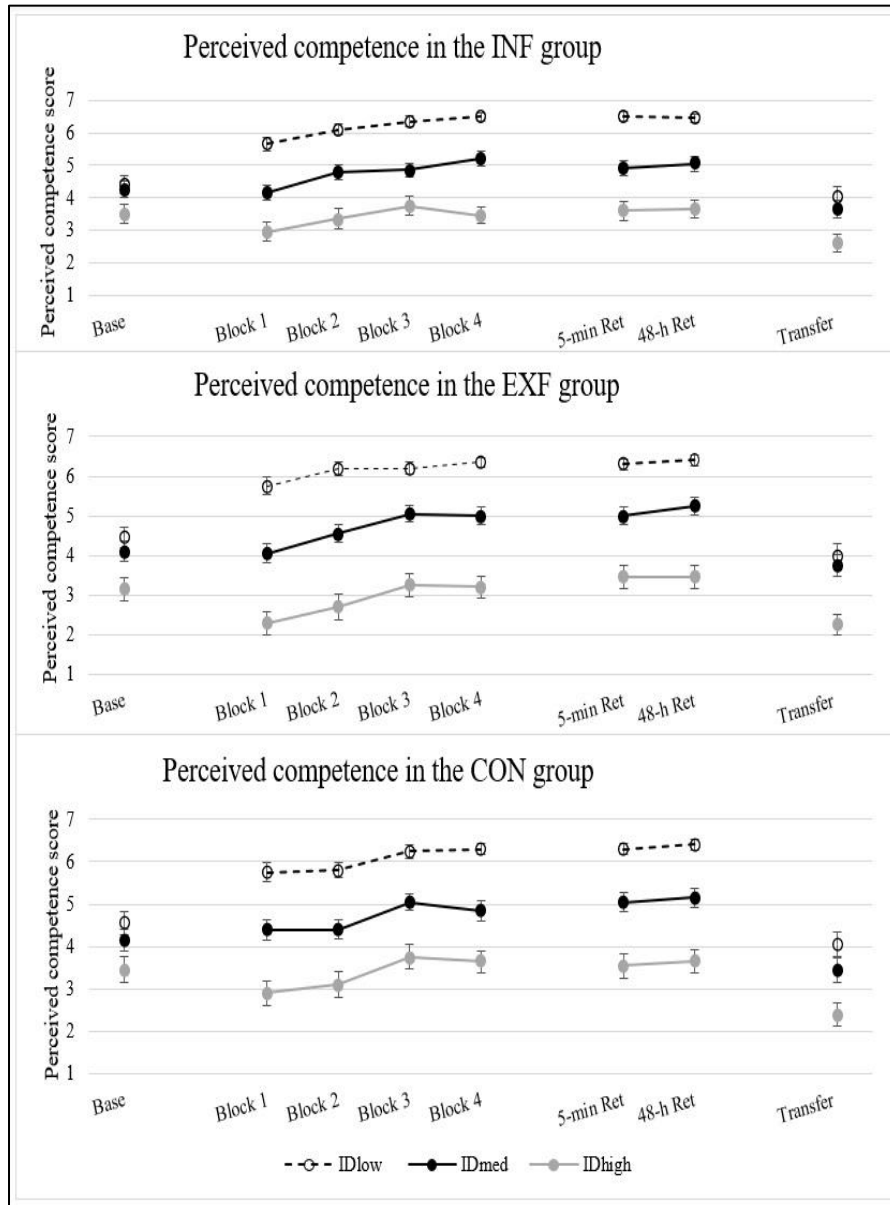 Perceived competence in the INF group
Perceived competence score
7
6
5
4
3
2
1
Base
Block 1
Block 2
Block 3
Block 4
5-min Ret
48-h Ret
Transfer
Perceived competence in the EXF group
Perceived competence score
7
6
5
4
3
2
1
Base
Block 1
Block 2
Block 3
Block 4
5-min Ret
48-h Ret
Transfer
Perceived competence in the CON group
Perceived competence score
7
6
5
4
3
2
1
Base
Block 1
Block 2
Block 3
Block 4
5-min Ret
48-h Ret
Transfer
IDlow IDmed IDhigh